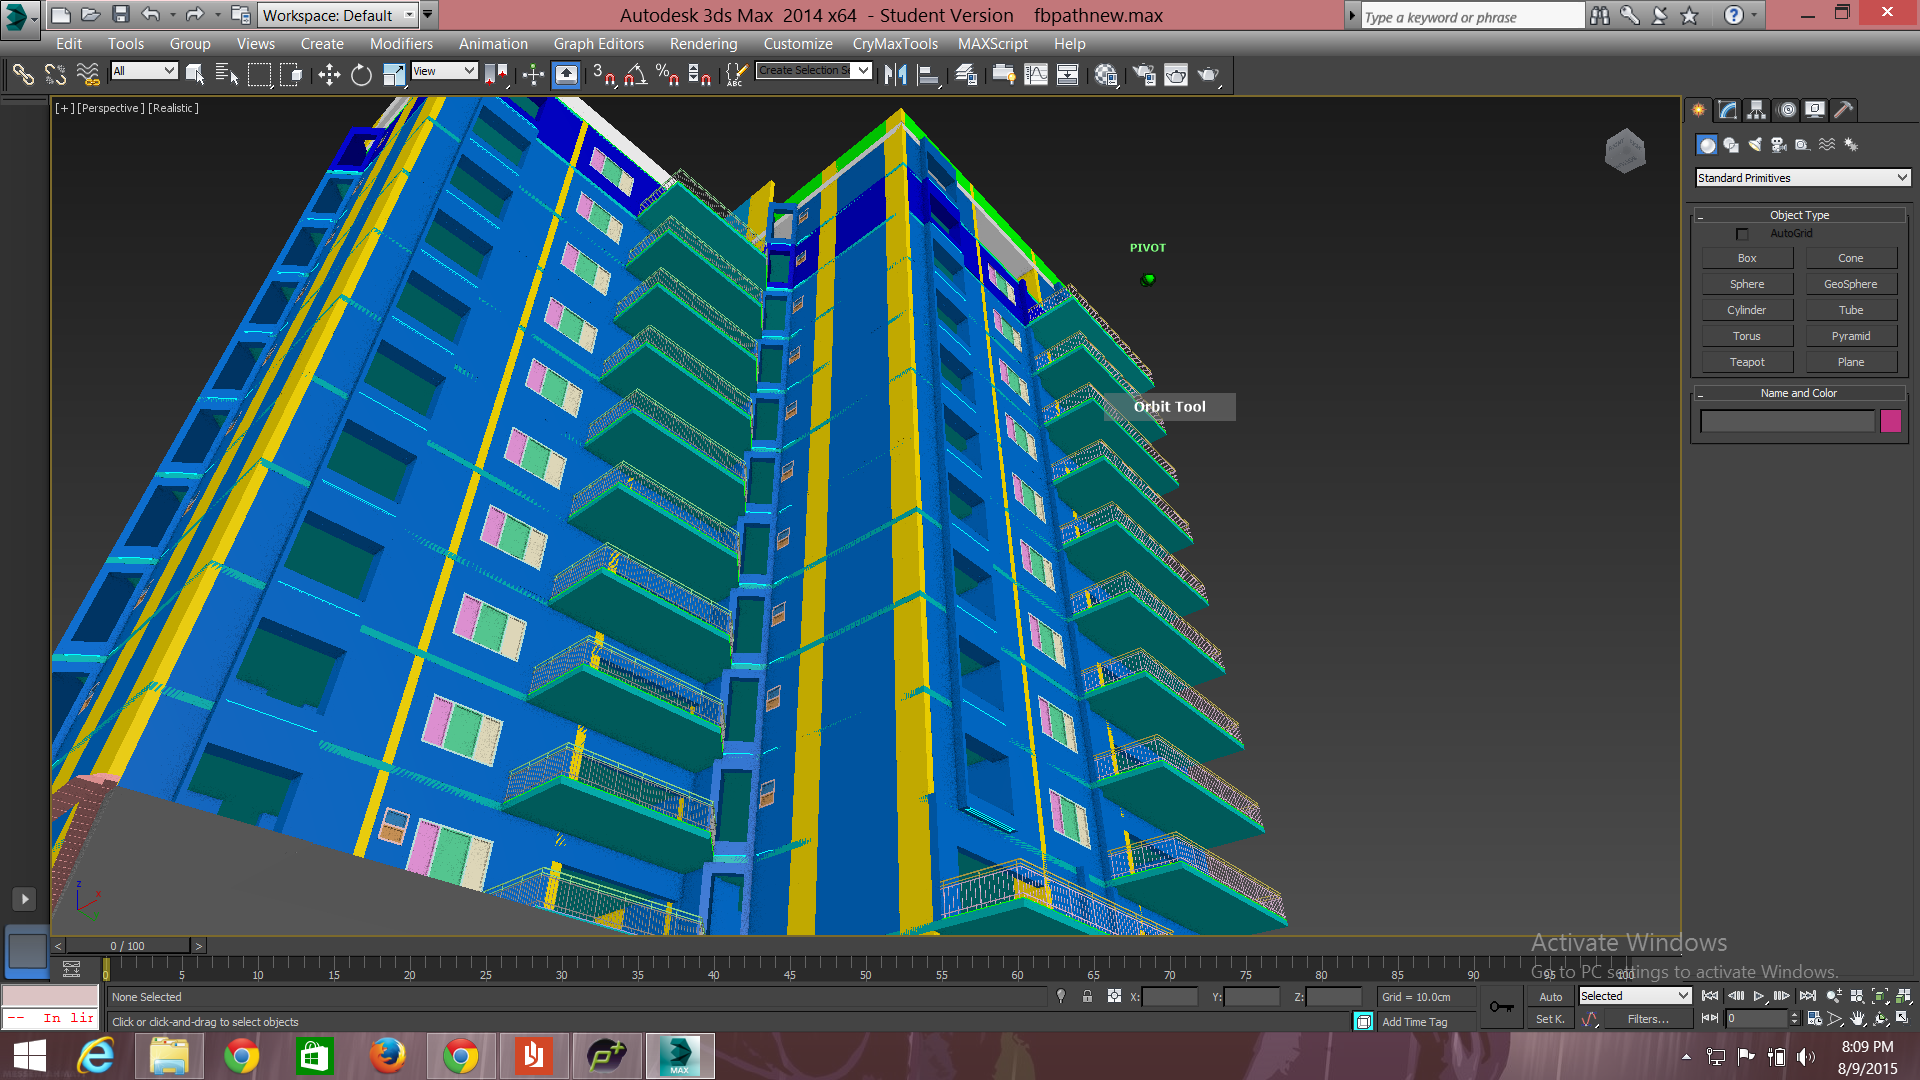 Workspace: Default
Autodesk 3ds Max 2014 x64 - Student Version fbpathnew.max
Type a keyword or phrase
Edit Tools Group Views Create Modifiers Animation Graph Editors Rendering Customize CryMaxTools MAXScript Help
All
View
3
ABC
Create Selection Se
[+] [Perspective] [Realistic]
PIVOT
Orbit Tool
Standard Primitives
Object Type
AutoGrid
Box Cone
Sphere GeoSphere
Cylinder Tube
Torus Pyramid
Teapot Plane
Name and Color
z
x
0 / 100
0 5 10 15 20 25 30 35 40 45 50 55 60 65 70 75 80 85 90 95 100
Activate Windows
Go to PC settings to activate Windows.
None Selected
X: Y: Z:
Grid = 10.0cm
Auto
Selected
-- In lir
Click or click-and-drag to select objects
Add Time Tag
Set K.
Filters...
0
MAX
8:09 PM
8/9/2015